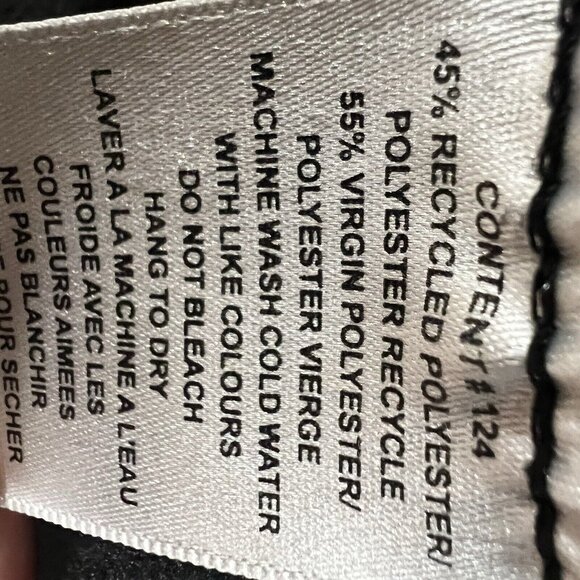 CONTENT # 124
45% RECYCLED POLYESTER/
POLYESTER RECYCLE
55% VIRGIN POLYESTER/
POLYESTER VIERGE
MACHINE WASH COLD WATER
WITH LIKE COLOURS
DO NOT BLEACH
HANG TO DRY
LAVER A LA MACHINE A L'EAU
FROIDE AVEC LES
COULEURS AIMEES
NE PAS BLANCHIR
POUR SECHER